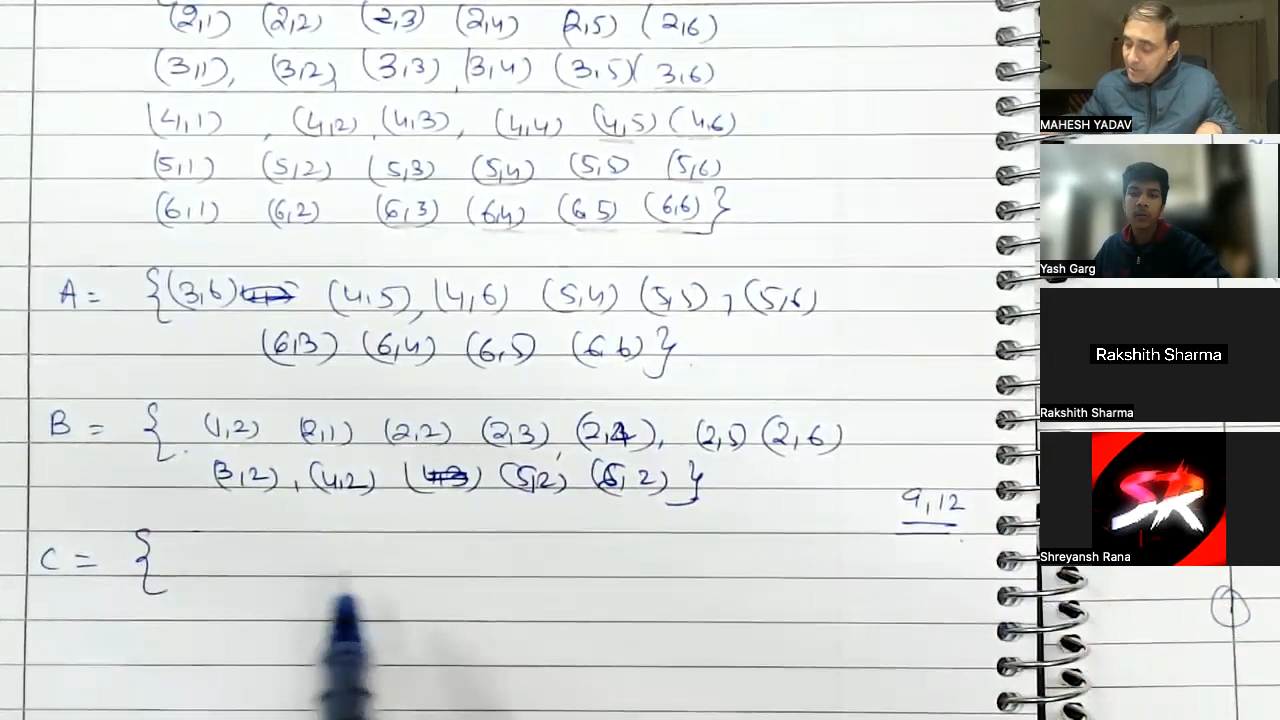 (2,1) (2,2) (2,3) (2,4) (2,5) (2,6)
(3,1), (3,2), (3,3) (3,4) (3,5) (3,6)
(4,1) , (4,2), (4,3), (4,4) (4,5) (4,6)
(5,1) (5,2) (5,3) (5,4) (5,5) (5,6)
(6,1) (6,2) (6,3) (6,4) (6,5) (6,6)}
A = {(3,6) (4,5), (4,6) (5,4) (5,5), (5,6)
(6,3) (6,4) (6,5) (6,6)}
B = { (1,2) (2,1) (2,2) (2,3), (2,4), (2,5) (2,6)
(3,2), (4,2) (5,2) (6,2)}
9,12
C = {
MAHESH YADAV
Yash Garg
Rakshith Sharma
Rakshith Sharma
SR
Shreyansh Rana